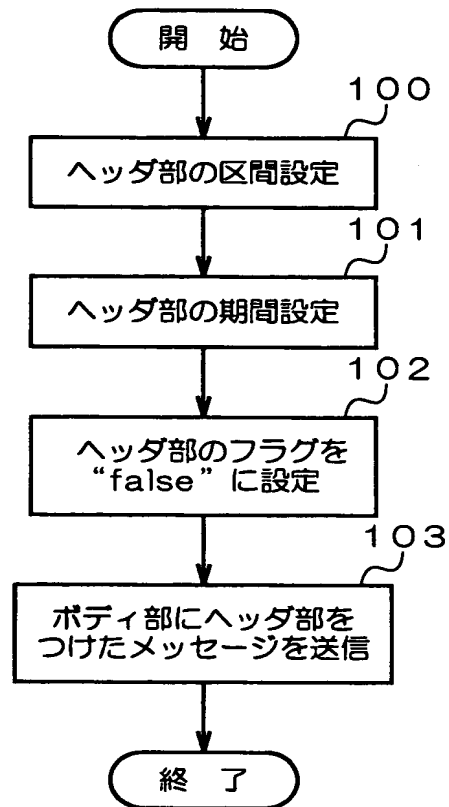 開 始
100
ヘッダ部の区間設定
101
ヘッダ部の期間設定
102
ヘッダ部のフラグを
“false”に設定
103
ボディ部にヘッダ部を
つけたメッセージを送信
終 了